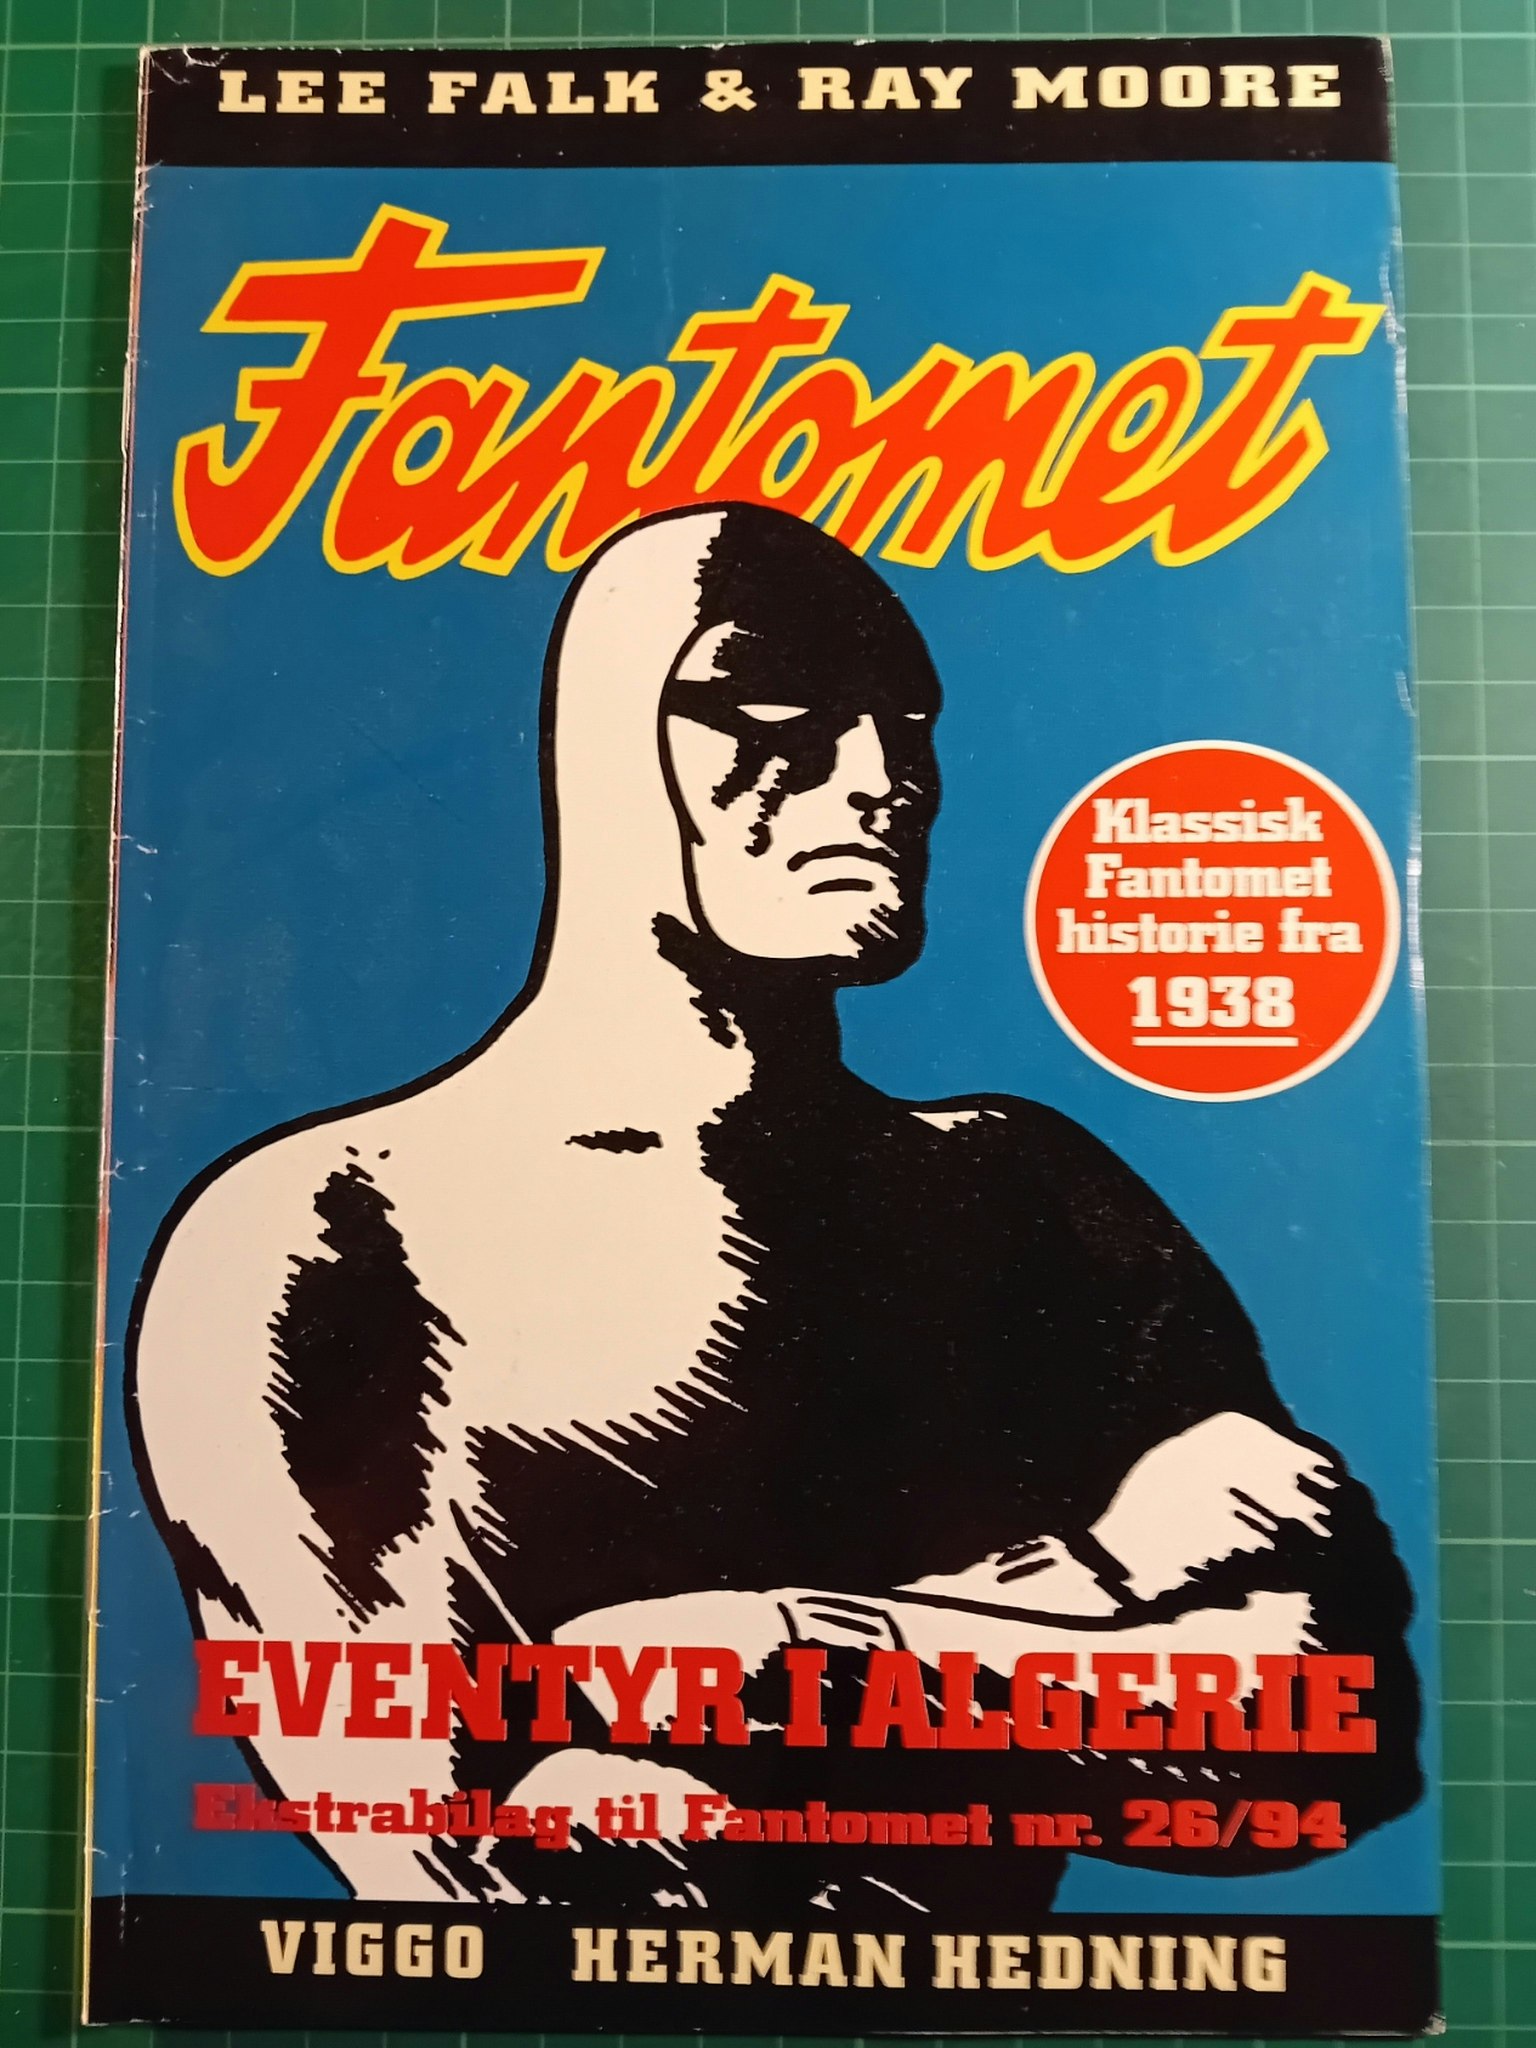 LEE FALK & RAY MOORE
Fantomet
Klassisk
Fantomet
historie fra
1938
EVENTYR I ALGERIE
Ekstrabilag til Fantomet nr. 26/94
VIGGO HERMAN HEDNING